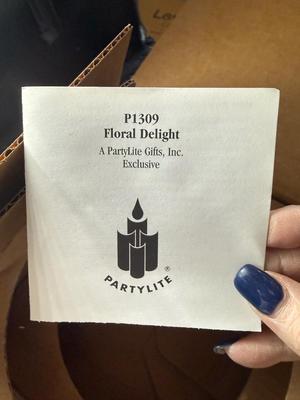 P1309
Floral Delight
A PartyLite Gifts, Inc.
Exclusive
PARTYLITE®